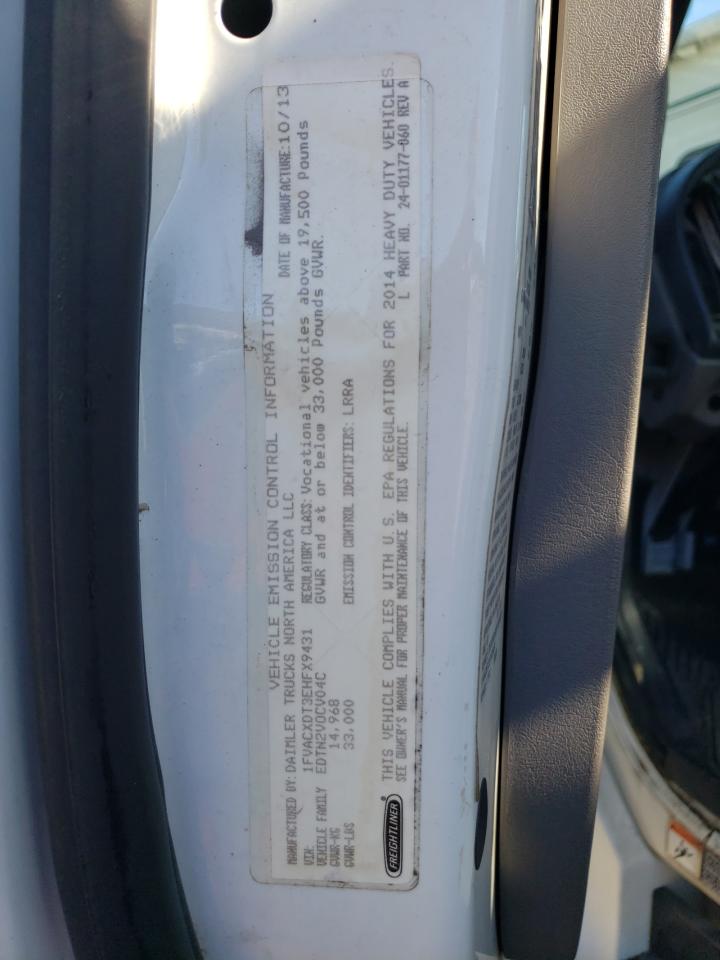 VEHICLE EMISSION CONTROL INFORMATION
MANUFACTURED BY: DAIMLER TRUCKS NORTH AMERICA LLC DATE OF MANUFACTURE: 10/13
VIN: 1FVACXDT3EHFX9431 REGULATORY CLASS: Vocational vehicles above 19,500 Pounds
VEHICLE FAMILY EDTN2VOCV04C GVWR and at or below 33,000 Pounds GVWR.
GVWR-KG 14,968
GVWR-LBS 33,000 EMISSION CONTROL IDENTIFIERS: LRRA
FREIGHTLINER®
THIS VEHICLE COMPLIES WITH U.S. EPA REGULATIONS FOR 2014 HEAVY DUTY VEHICLES.
SEE OWNER'S MANUAL FOR PROPER MAINTENANCE OF THIS VEHICLE. L PART NO. 24-01177-060 REV A